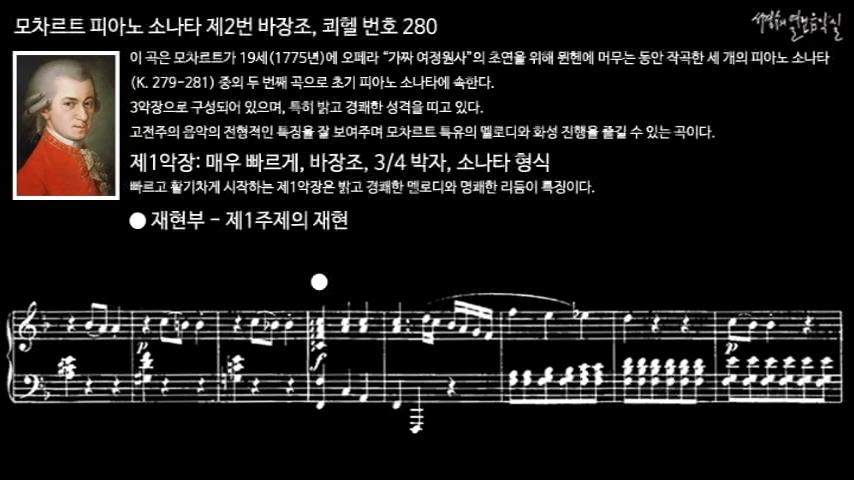 모차르트 피아노 소나타 제2번 바장조, 쾨헬 번호 280
서경하의 열린음악실
이 곡은 모차르트가 19세(1775년)에 오페라 “가짜 여정원사”의 초연을 위해 뮌헨에 머무는 동안 작곡한 세 개의 피아노 소나타
(K. 279-281) 중의 두 번째 곡으로 초기 피아노 소나타에 속한다.
3악장으로 구성되어 있으며, 특히 밝고 경쾌한 성격을 띠고 있다.
고전주의 음악의 전형적인 특징을 잘 보여주며 모차르트 특유의 멜로디와 화성 진행을 즐길 수 있는 곡이다.
제1악장: 매우 빠르게, 바장조, 3/4 박자, 소나타 형식
빠르고 활기차게 시작하는 제1악장은 밝고 경쾌한 멜로디와 명쾌한 리듬이 특징이다.
● 재현부 - 제1주제의 재현
p f p